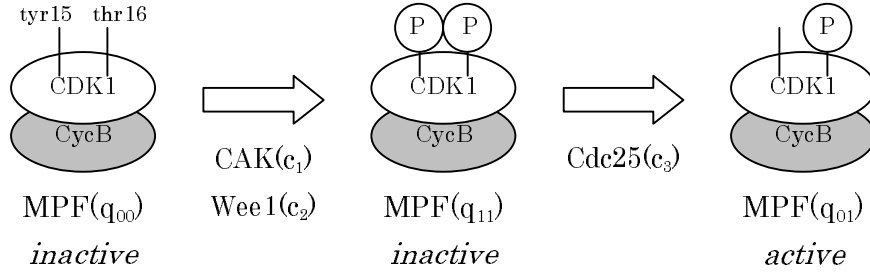 tyr15 thr16
P P P
CDK1 CDK1 CDK1
CycB CycB CycB
CAK(c₁) Cdc25(c₃)
Wee1(c₂)
MPF(q₀₀) MPF(q₁₁) MPF(q₀₁)
inactive inactive active